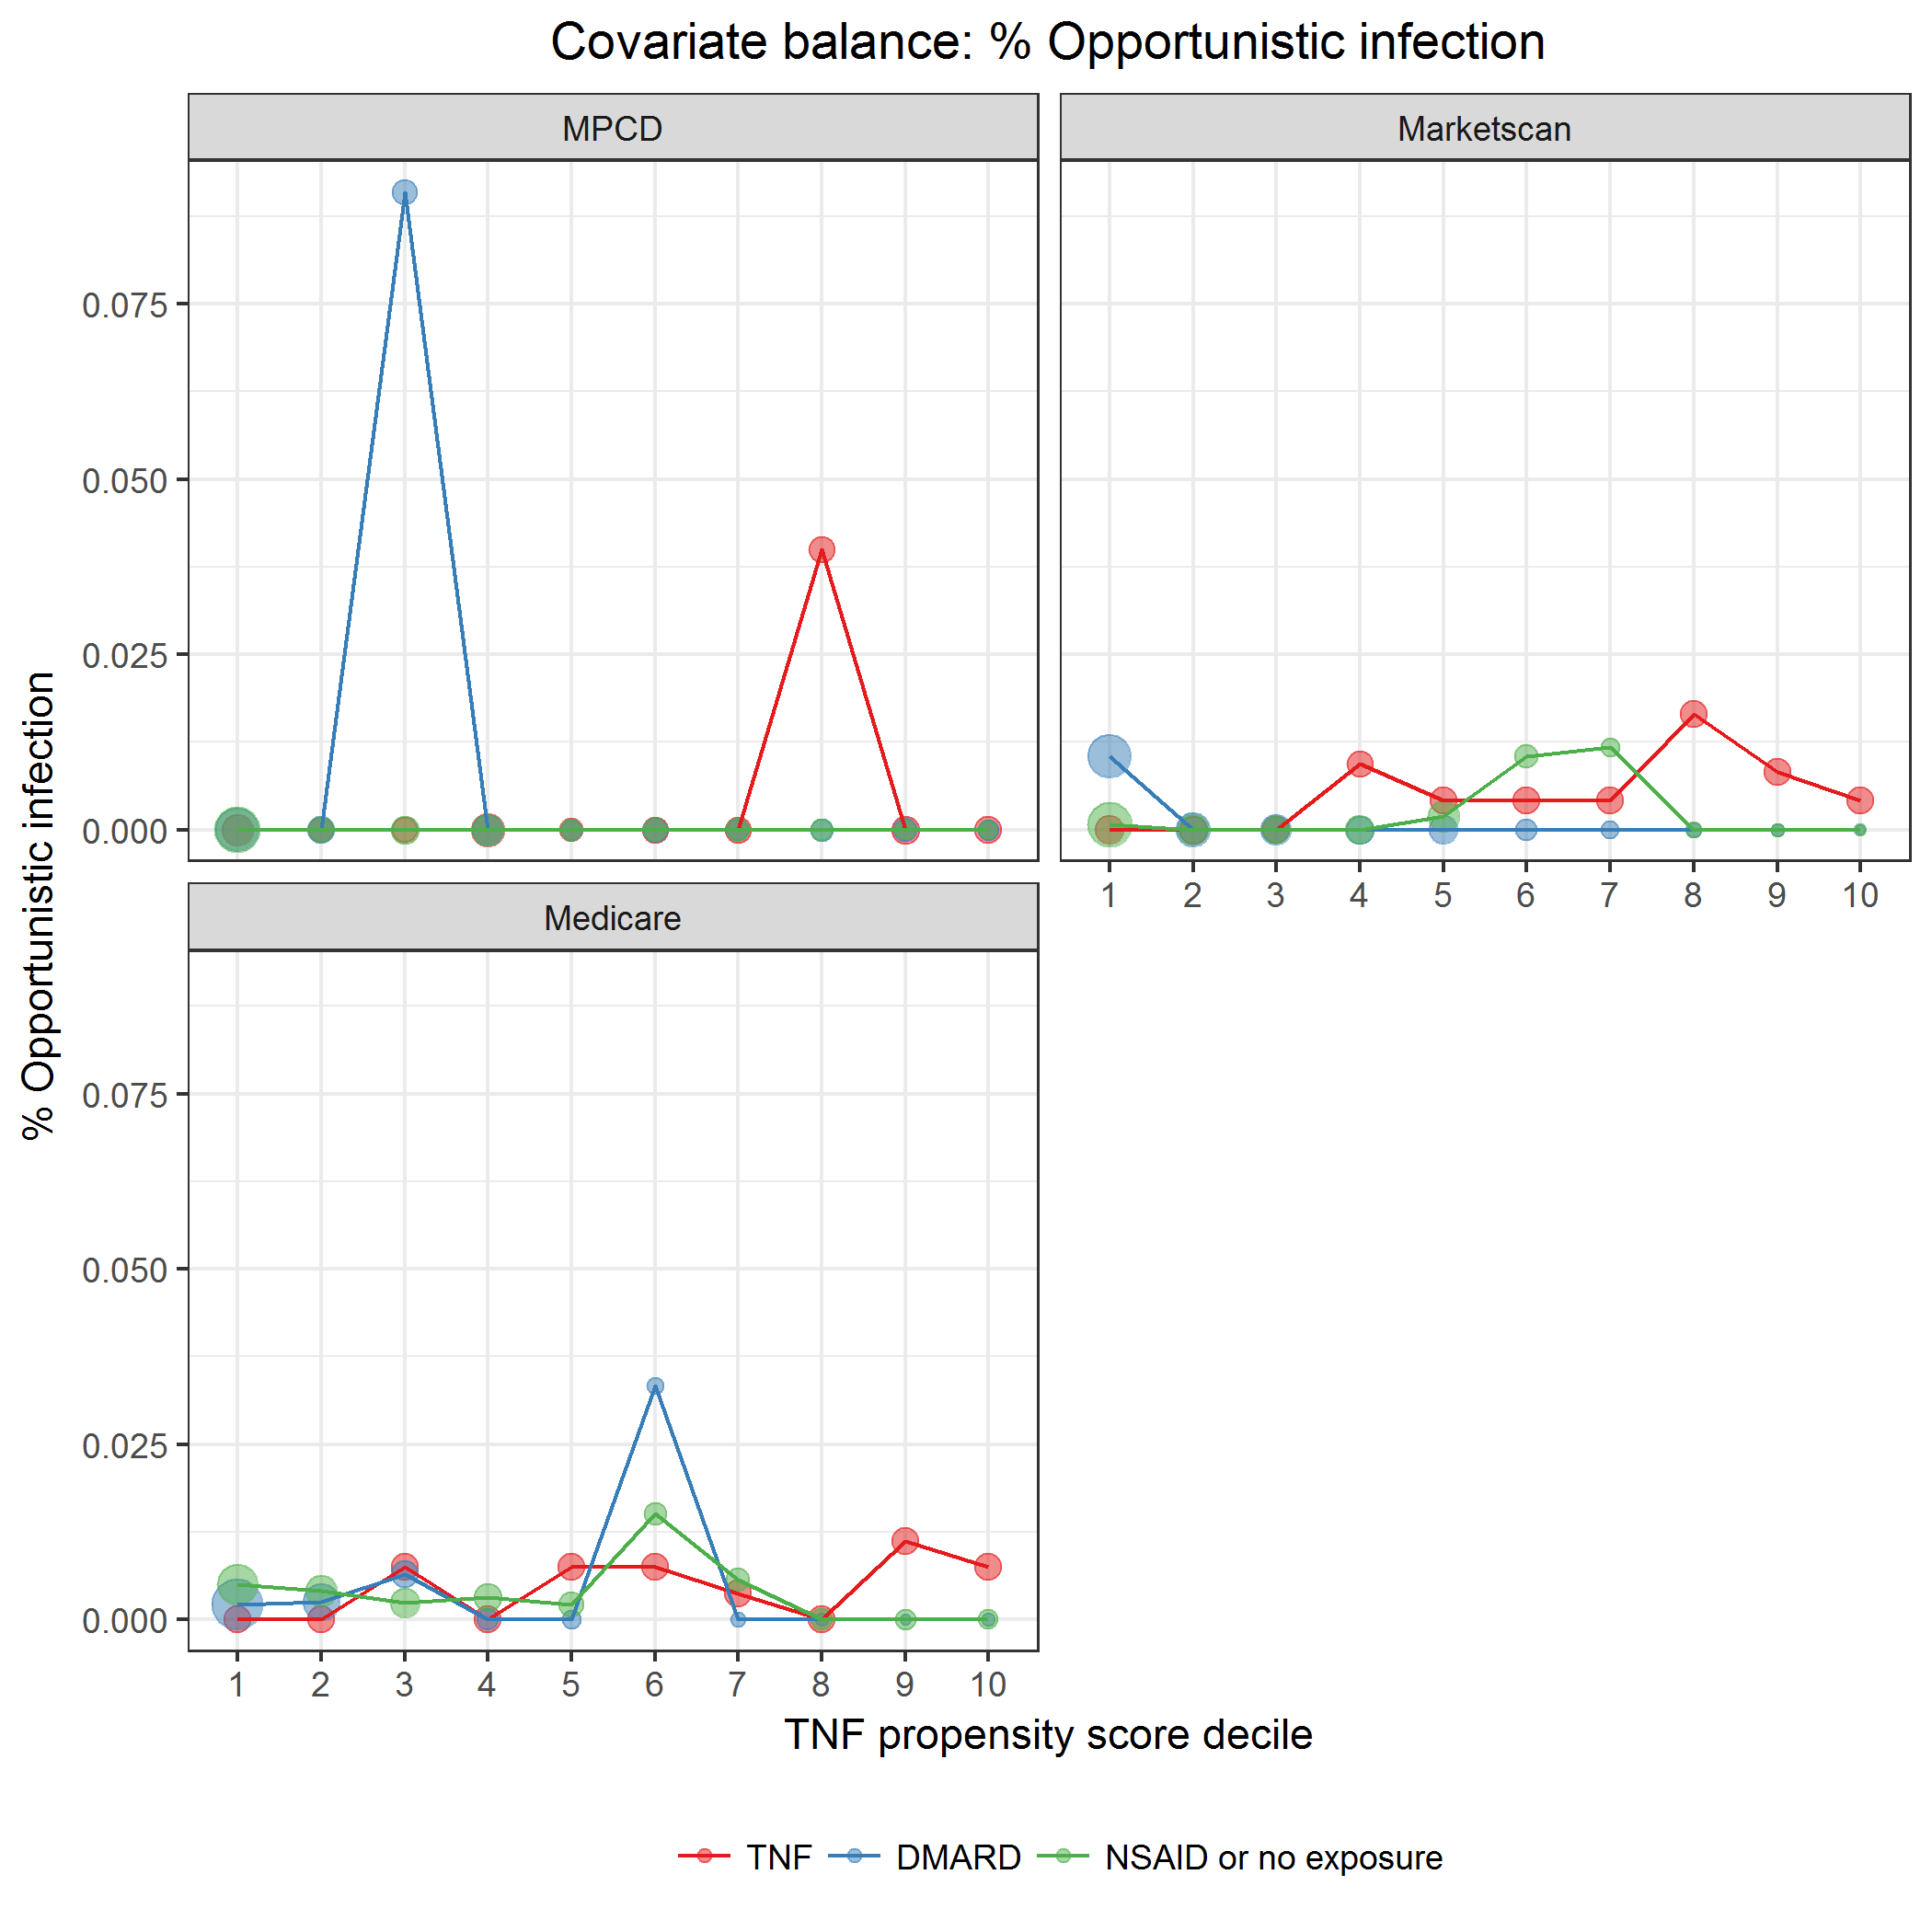 Covariate balance: % Opportunistic infection
MPCD
Marketscan
0.075
0.050
0.025
0.000
1 2 3 4 5 6 7 8 9 10
Medicare
0.075
0.050
0.025
0.000
1 2 3 4 5 6 7 8 9 10
% Opportunistic infection
TNF propensity score decile
TNF DMARD NSAID or no exposure